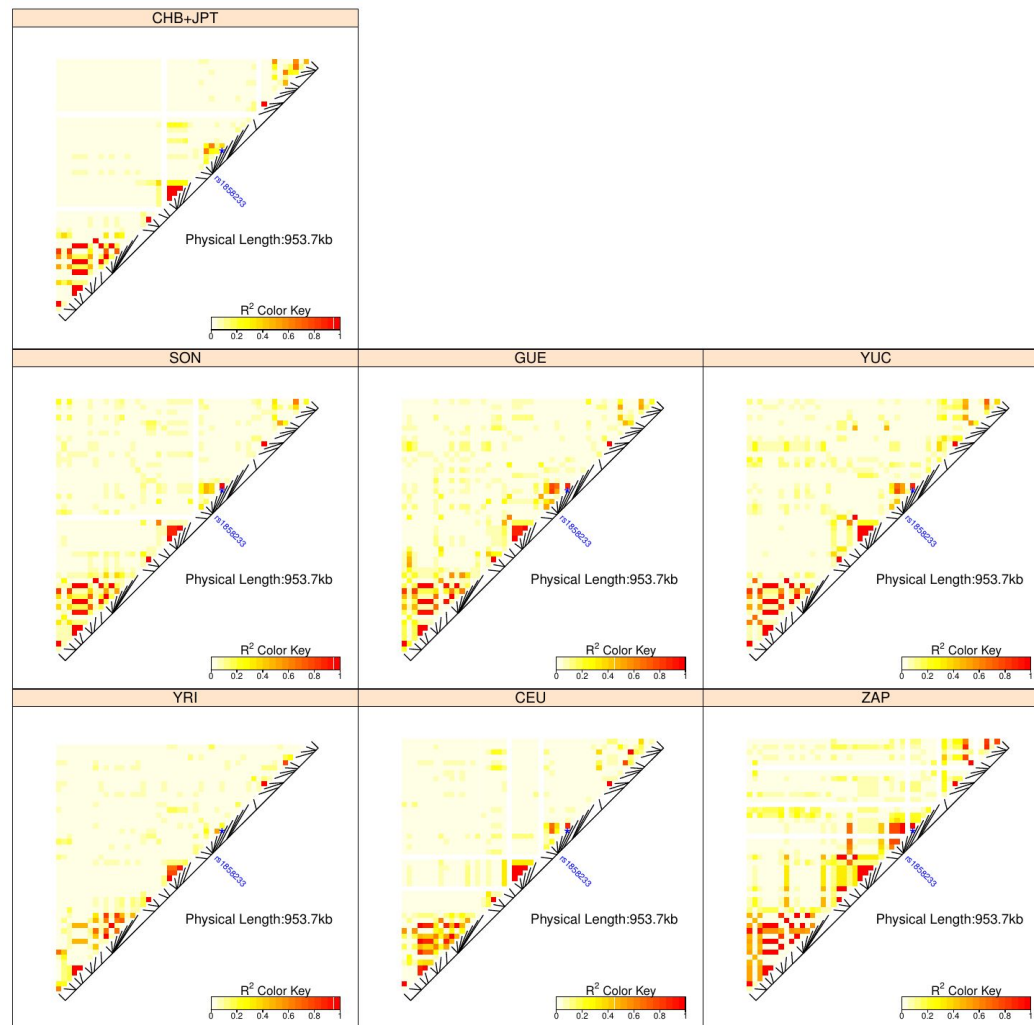 CHB+JPT
rs1858233
Physical Length:953.7kb
R² Color Key
0 0.2 0.4 0.6 0.8 1
SON GUE YUC
rs1858233 rs1858233 rs1858233
Physical Length:953.7kb Physical Length:953.7kb Physical Length:953.7kb
R² Color Key R² Color Key R² Color Key
0 0.2 0.4 0.6 0.8 1 0 0.2 0.4 0.6 0.8 1 0 0.2 0.4 0.6 0.8 1
YRI CEU ZAP
rs1858233 rs1858233 rs1858233
Physical Length:953.7kb Physical Length:953.7kb Physical Length:953.7kb
R² Color Key R² Color Key R² Color Key
0 0.2 0.4 0.6 0.8 1 0 0.2 0.4 0.6 0.8 1 0 0.2 0.4 0.6 0.8 1